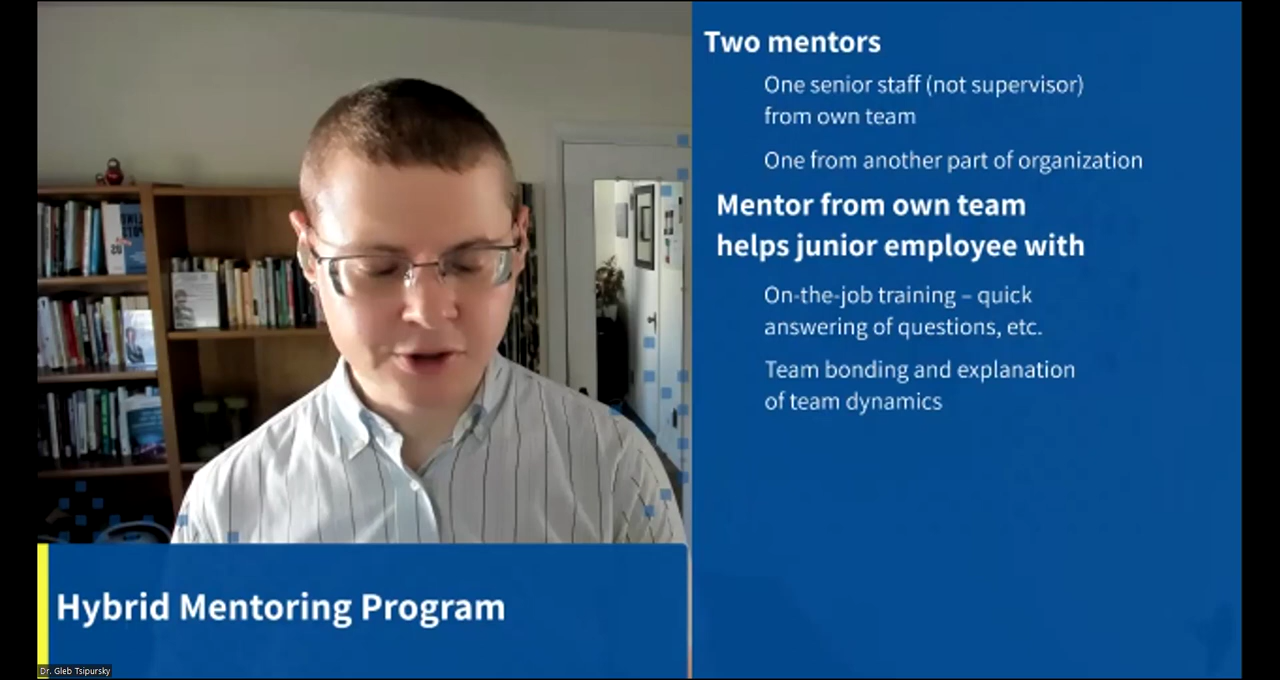 Two mentors
One senior staff (not supervisor)
from own team
One from another part of organization
Mentor from own team
helps junior employee with
On-the-job training – quick
answering of questions, etc.
Team bonding and explanation
of team dynamics
Hybrid Mentoring Program
Dr. Gleb Tsipursky